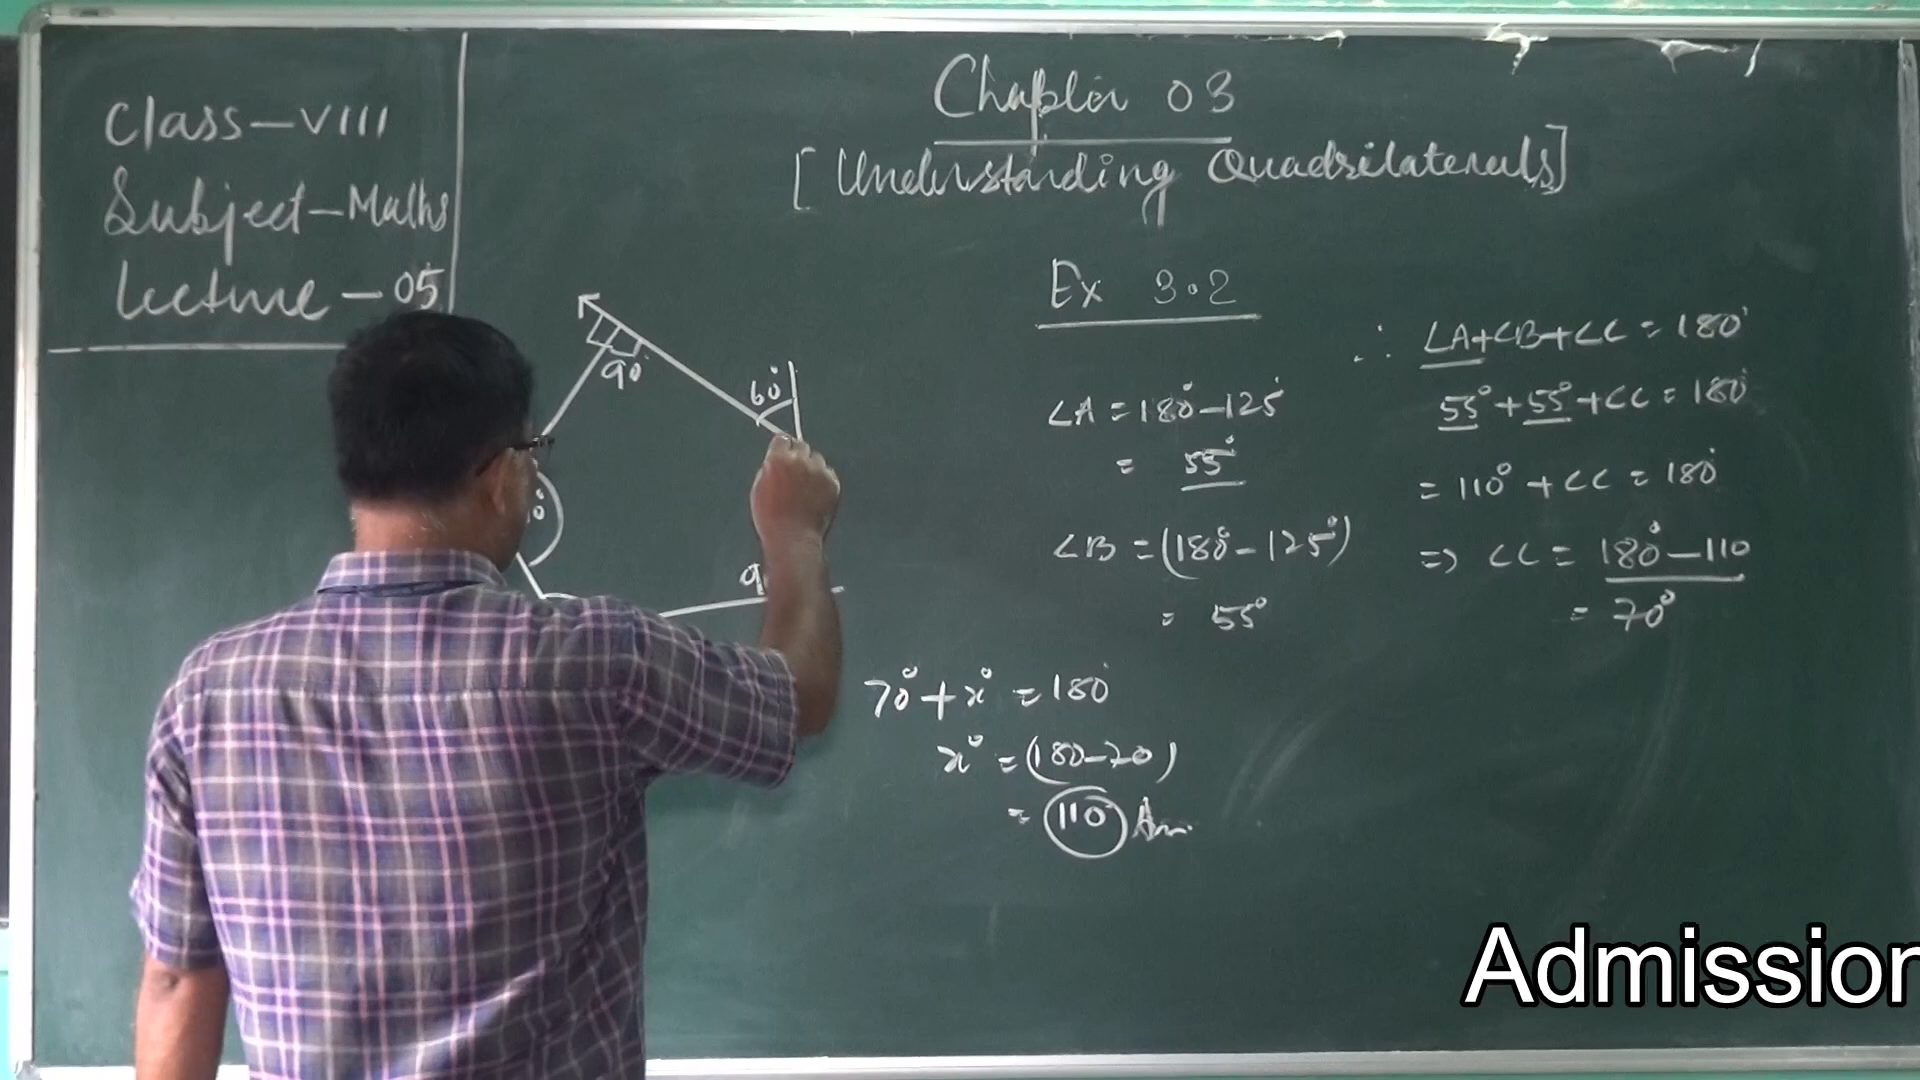 Class-VIII
Subject-Maths
Lecture-05
Chapter 03
[Understanding Quadrilaterals]
Ex 3.2
90
60°
∠A = 180°-125°
= 55°
∠B = (180°-125°)
= 55°
∴ ∠A+∠B+∠C = 180°
55°+55°+∠C = 180°
= 110° + ∠C = 180°
=> ∠C = 180°-110
= 70°
70°+x° = 180°
x° = (180-70)
= 110° Ans.
Admission